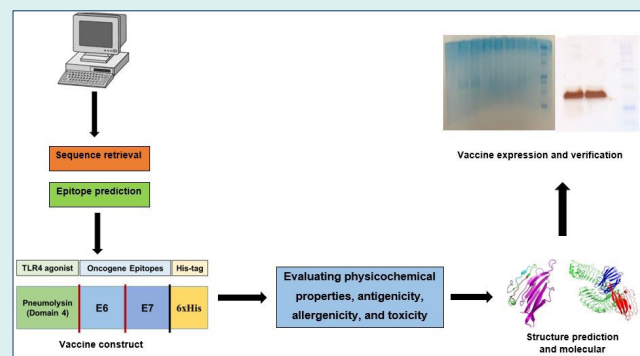 Sequence retrieval
Epitope prediction
TLR4 agonist
Oncogene Epitopes
His-tag
Pneumolysin
(Domain 4)
E6
E7
6xHis
Vaccine construct
Evaluating physicochemical
properties, antigenicity,
allergenicity, and toxicity
Structure prediction
and molecular
Vaccine expression and verification